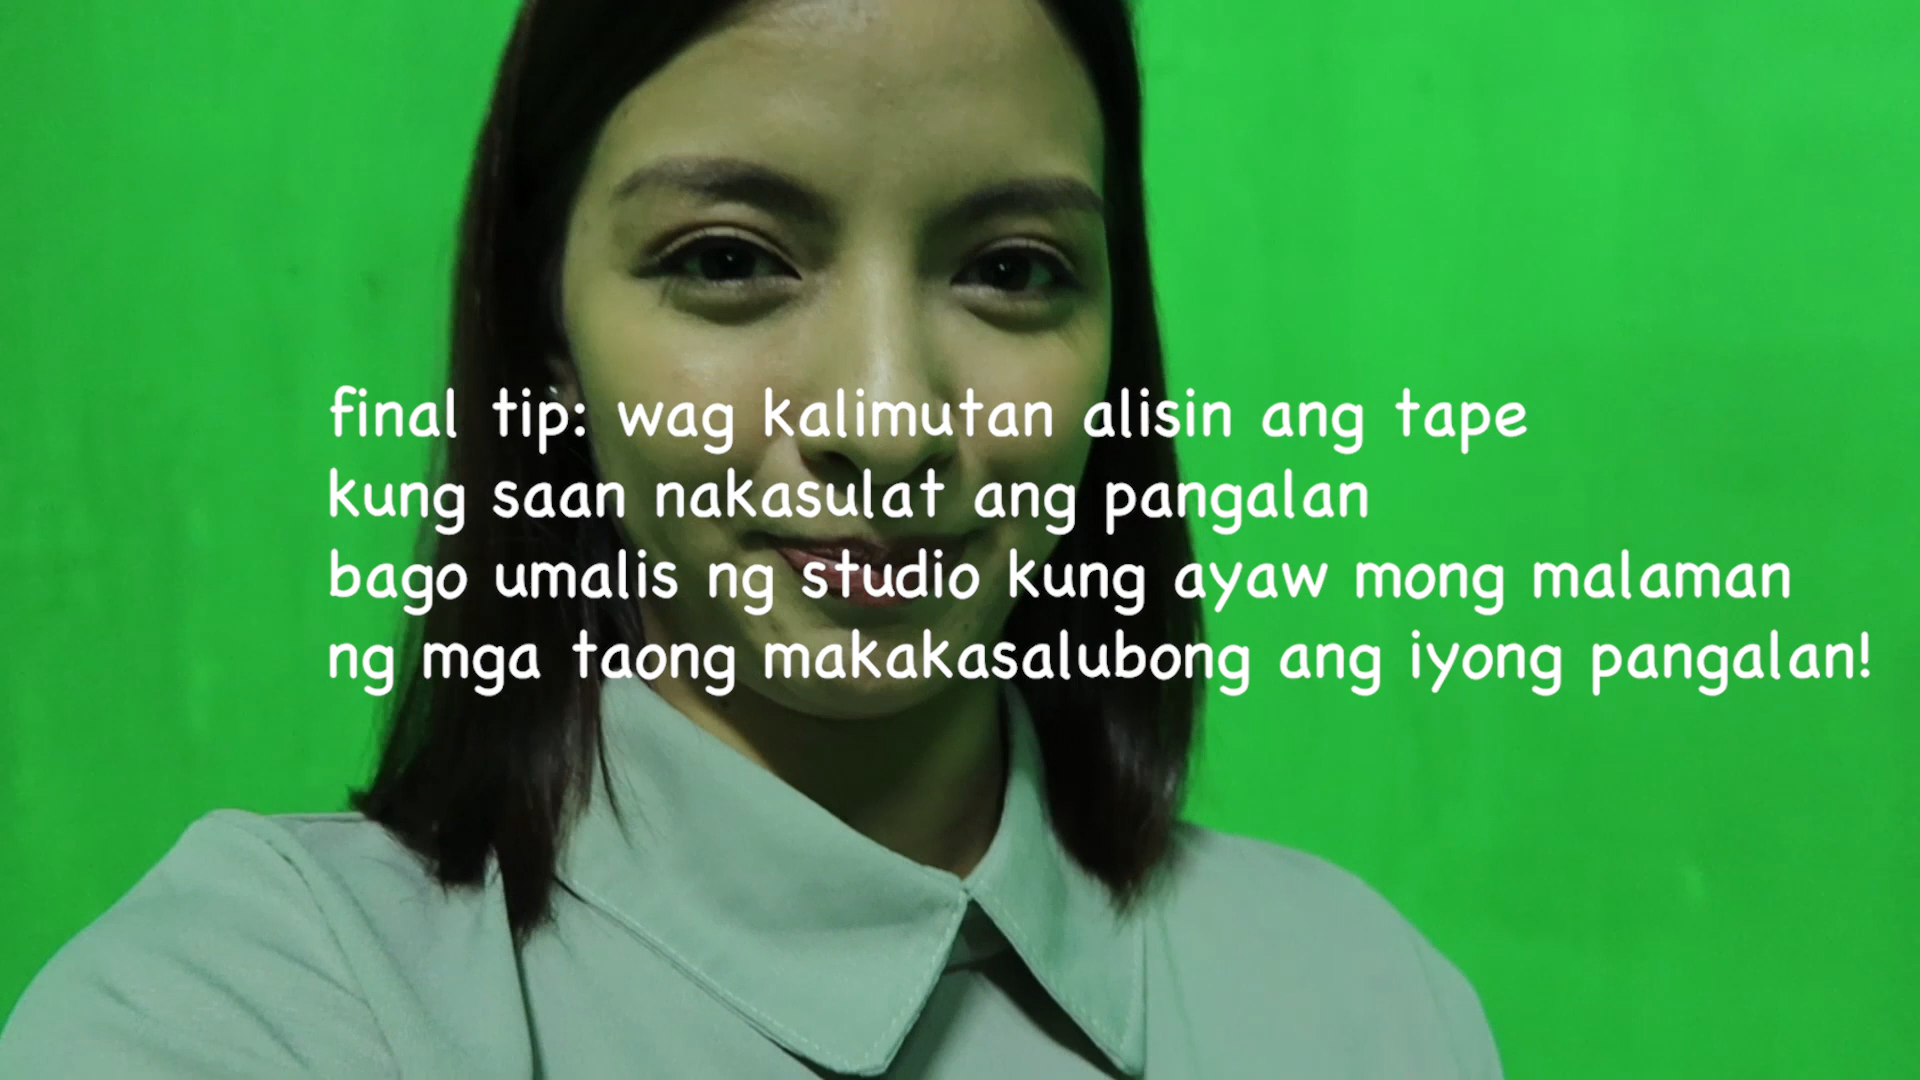 final tip: wag kalimutan alisin ang tape
kung saan nakasulat ang pangalan
bago umalis ng studio kung ayaw mong malaman
ng mga taong makakasalubong ang iyong pangalan!